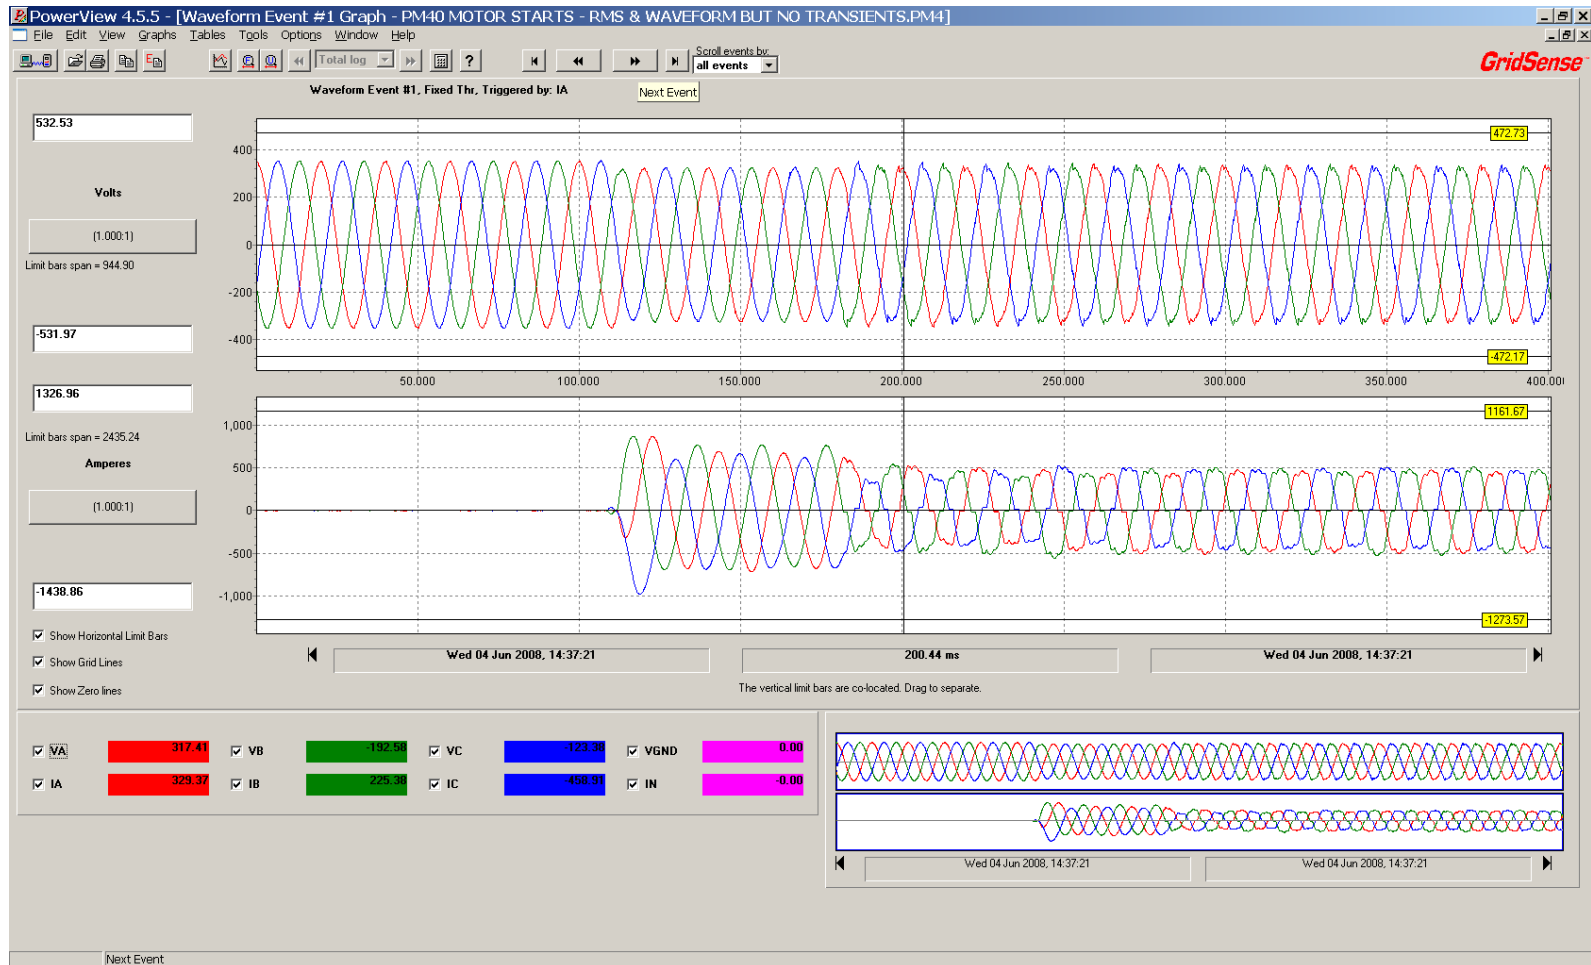 PowerView 4.5.5 - [Waveform Event #1 Graph - PM40 MOTOR STARTS - RMS & WAVEFORM BUT NO TRANSIENTS.PM4]
File Edit View Graphs Tables Tools Options Window Help
Total log ? Scroll events by: all events GridSense
Waveform Event #1, Fixed Thr, Triggered by: IA
Next Event
532.53
Volts
(1.000:1)
Limit bars span = 944.90
-531.97
472.73
400
200
0
-200
-400
-472.17
50.000 100.000 150.000 200.000 250.000 300.000 350.000 400.00
1326.96
Limit bars span = 2435.24
Amperes
(1.000:1)
-1438.86
1161.67
1,000
500
0
-500
-1,000
-1273.57
Show Horizontal Limit Bars
Show Grid Lines
Show Zero lines
Wed 04 Jun 2008, 14:37:21 200.44 ms Wed 04 Jun 2008, 14:37:21
The vertical limit bars are co-located. Drag to separate.
VA 317.41 VB -192.58 VC -123.38 VGND 0.00
IA 329.37 IB 225.38 IC -458.91 IN -0.00
Wed 04 Jun 2008, 14:37:21 Wed 04 Jun 2008, 14:37:21
Next Event